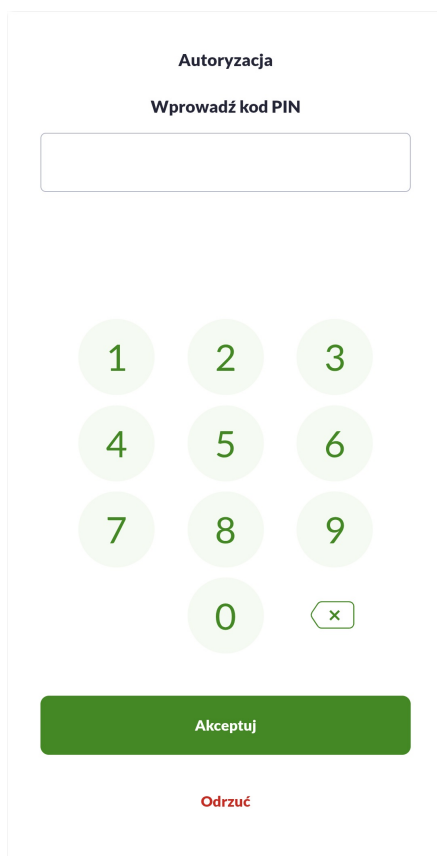 Autoryzacja
Wprowadź kod PIN
1 2 3
4 5 6
7 8 9
0
Akceptuj
Odrzuć